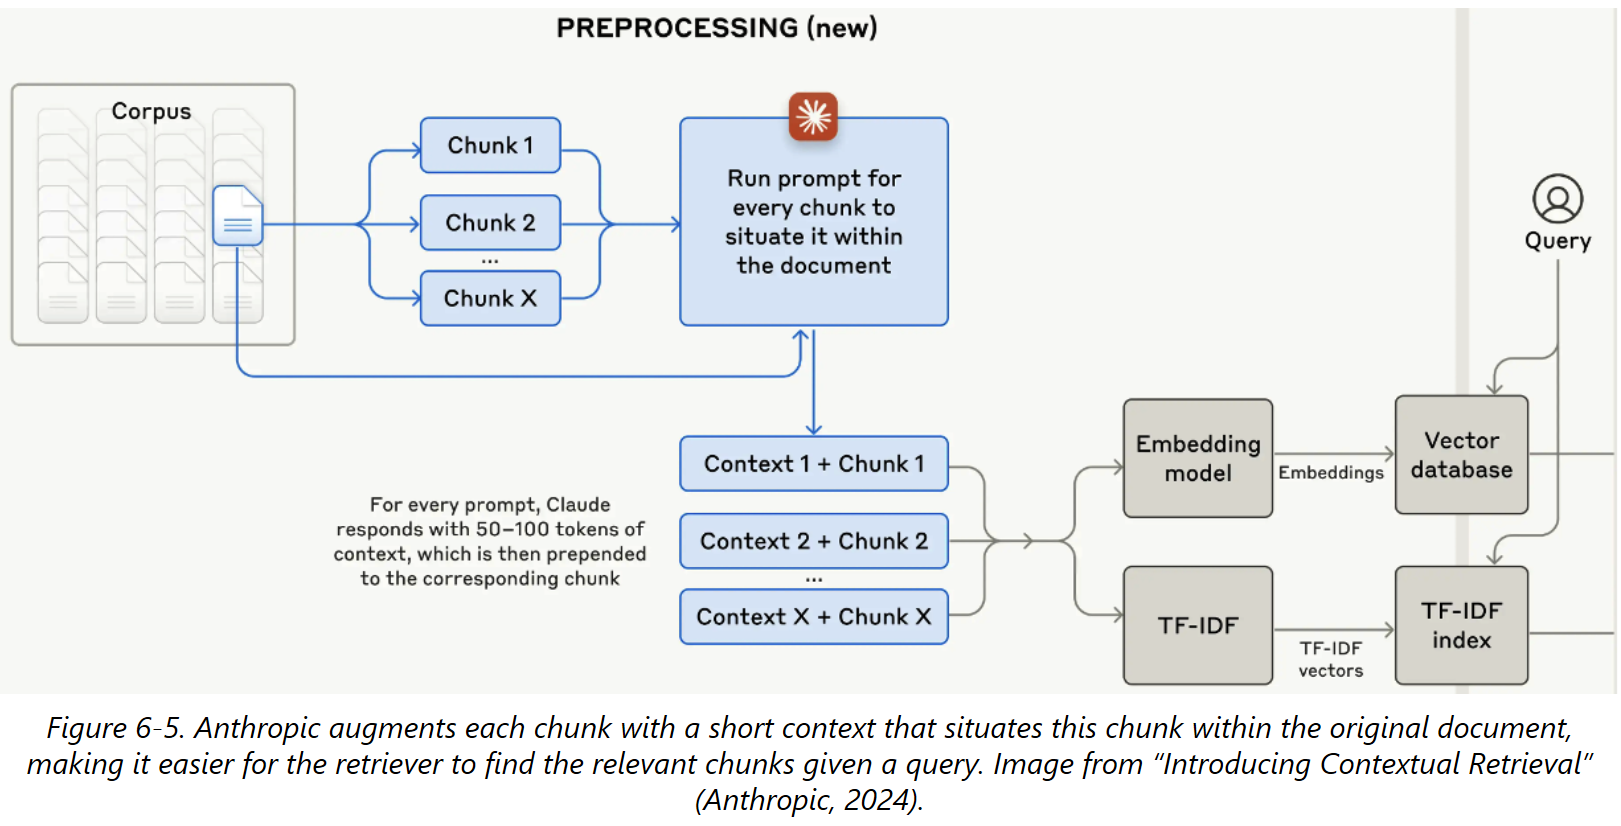 PREPROCESSING (new)
Corpus
Chunk 1
Chunk 2
...
Chunk X
Run prompt for
every chunk to
situate it within
the document
Query
For every prompt, Claude
responds with 50–100 tokens of
context, which is then prepended
to the corresponding chunk
Context 1 + Chunk 1
Context 2 + Chunk 2
...
Context X + Chunk X
Embedding
model
Embeddings
Vector
database
TF-IDF
TF-IDF
vectors
TF-IDF
index
Figure 6-5. Anthropic augments each chunk with a short context that situates this chunk within the original document,
making it easier for the retriever to find the relevant chunks given a query. Image from “Introducing Contextual Retrieval”
(Anthropic, 2024).